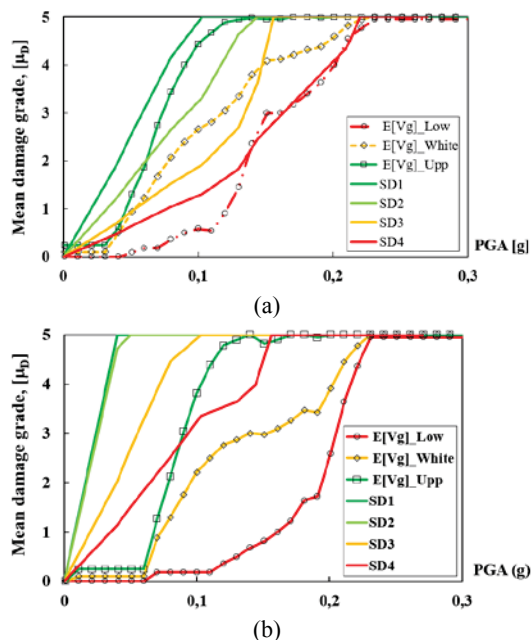 5
4
3
2
1
0
Mean damage grade, [μD]
E[Vg]_Low
E[Vg]_White
E[Vg]_Upp
SD1
SD2
SD3
SD4
PGA [g]
0
0,1
0,2
0,3
(a)
5
4
3
2
1
0
Mean damage grade, [μD]
E[Vg]_Low
E[Vg]_White
E[Vg]_Upp
SD1
SD2
SD3
SD4
PGA (g)
0
0,1
0,2
0,3
(b)